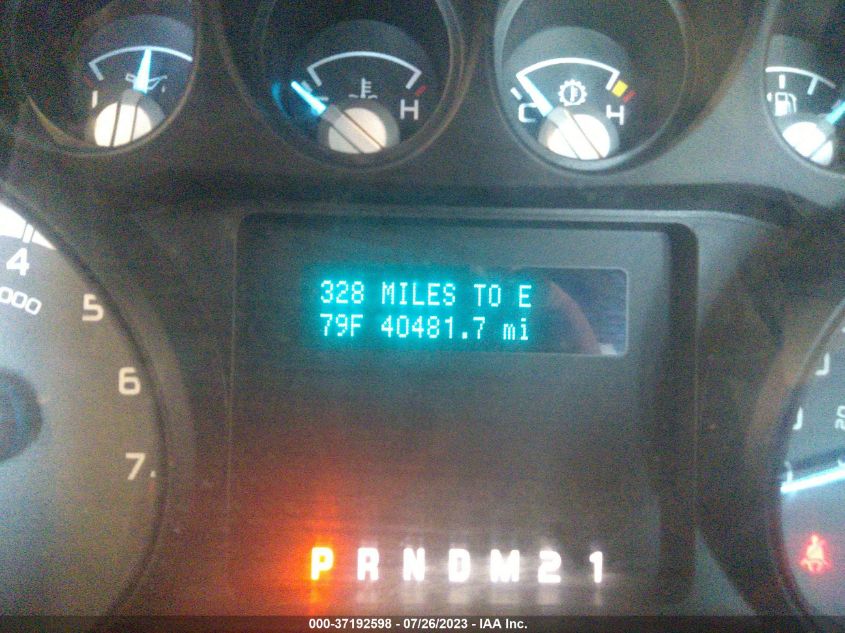 H
C H
4
000
5
6
7
328 MILES TO E
79F 40481.7 mi
P R N D M 2 1
000-37192598 - 07/26/2023 - IAA Inc.